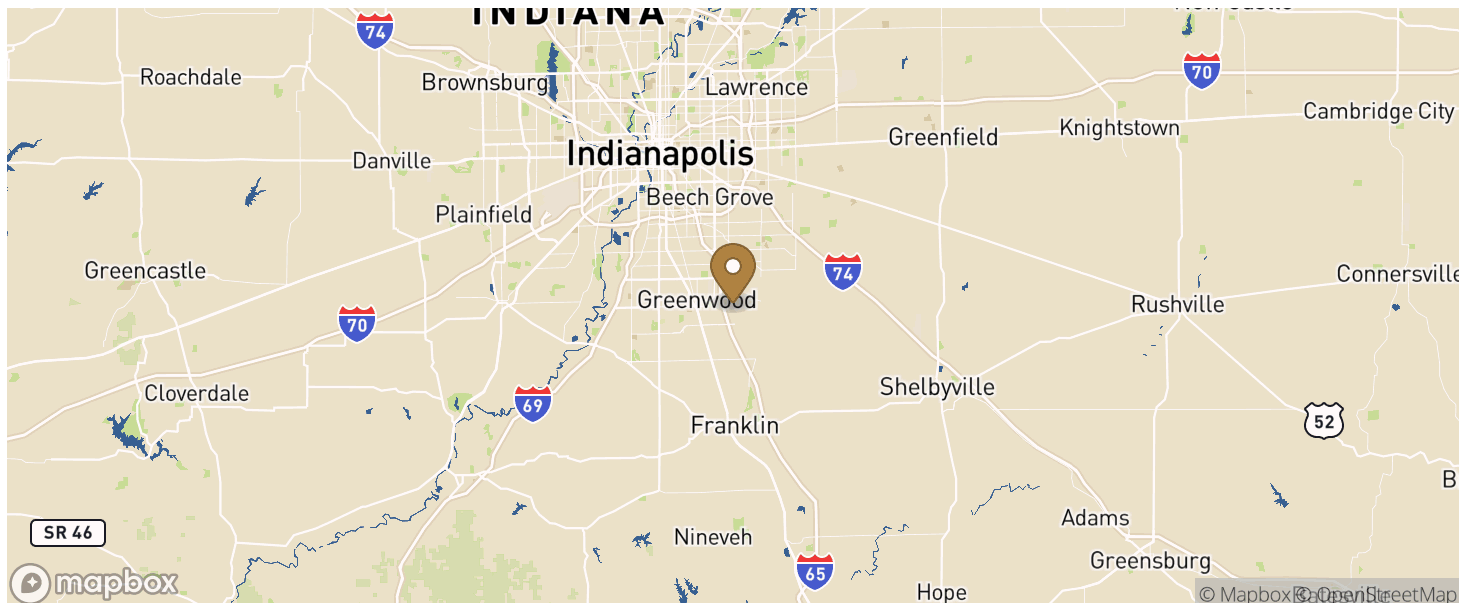 INDIANA
74
70
Roachdale
Brownsburg
Lawrence
Cambridge City
Knightstown
Greenfield
Danville
Indianapolis
Beech Grove
Plainfield
Greencastle
74
Connersville
Greenwood
Rushville
70
Cloverdale
Shelbyville
69
52
Franklin
Adams
SR 46
Nineveh
Greensburg
65
Hope
mapbox
© Mapbox © OpenStreetMap